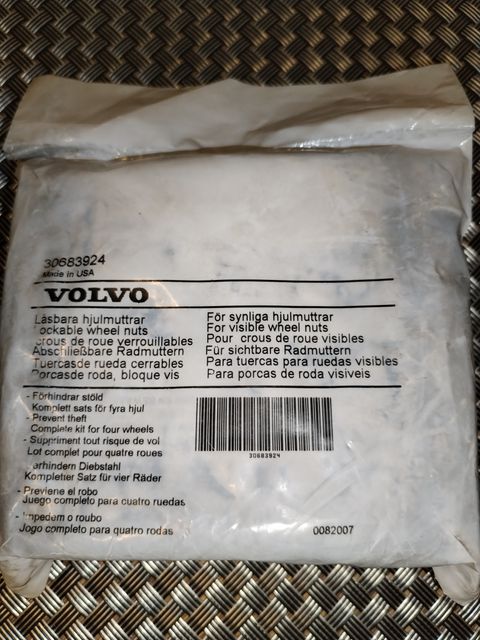 30683924
Made in USA
VOLVO
Låsbara hjulmuttrar
Lockable wheel nuts
crous de roue verrouillables
Abschließbare Radmuttern
Tuercasde rueda cerrables
Porcasde roda, bloque vis
För synliga hjulmuttrar
For visible wheel nuts
Pour crous de roue visibles
Für sichtbare Radmuttern
Para tuercas para ruedas visibles
Para porcas de roda visiveis
- Förhindrar stöld
Komplett sats för fyra hjul
- Prevent theft
Complete kit for four wheels
- Suppriment tout risque de vol
Lot complet pour quatre roues
erhindern Diebstahl
Kompletter Satz für vier Räder
- Previene el robo
Juego completo para cuatro ruedas
- Impedem o roubo
Jogo completo para quatro rodas
30683924
0082007